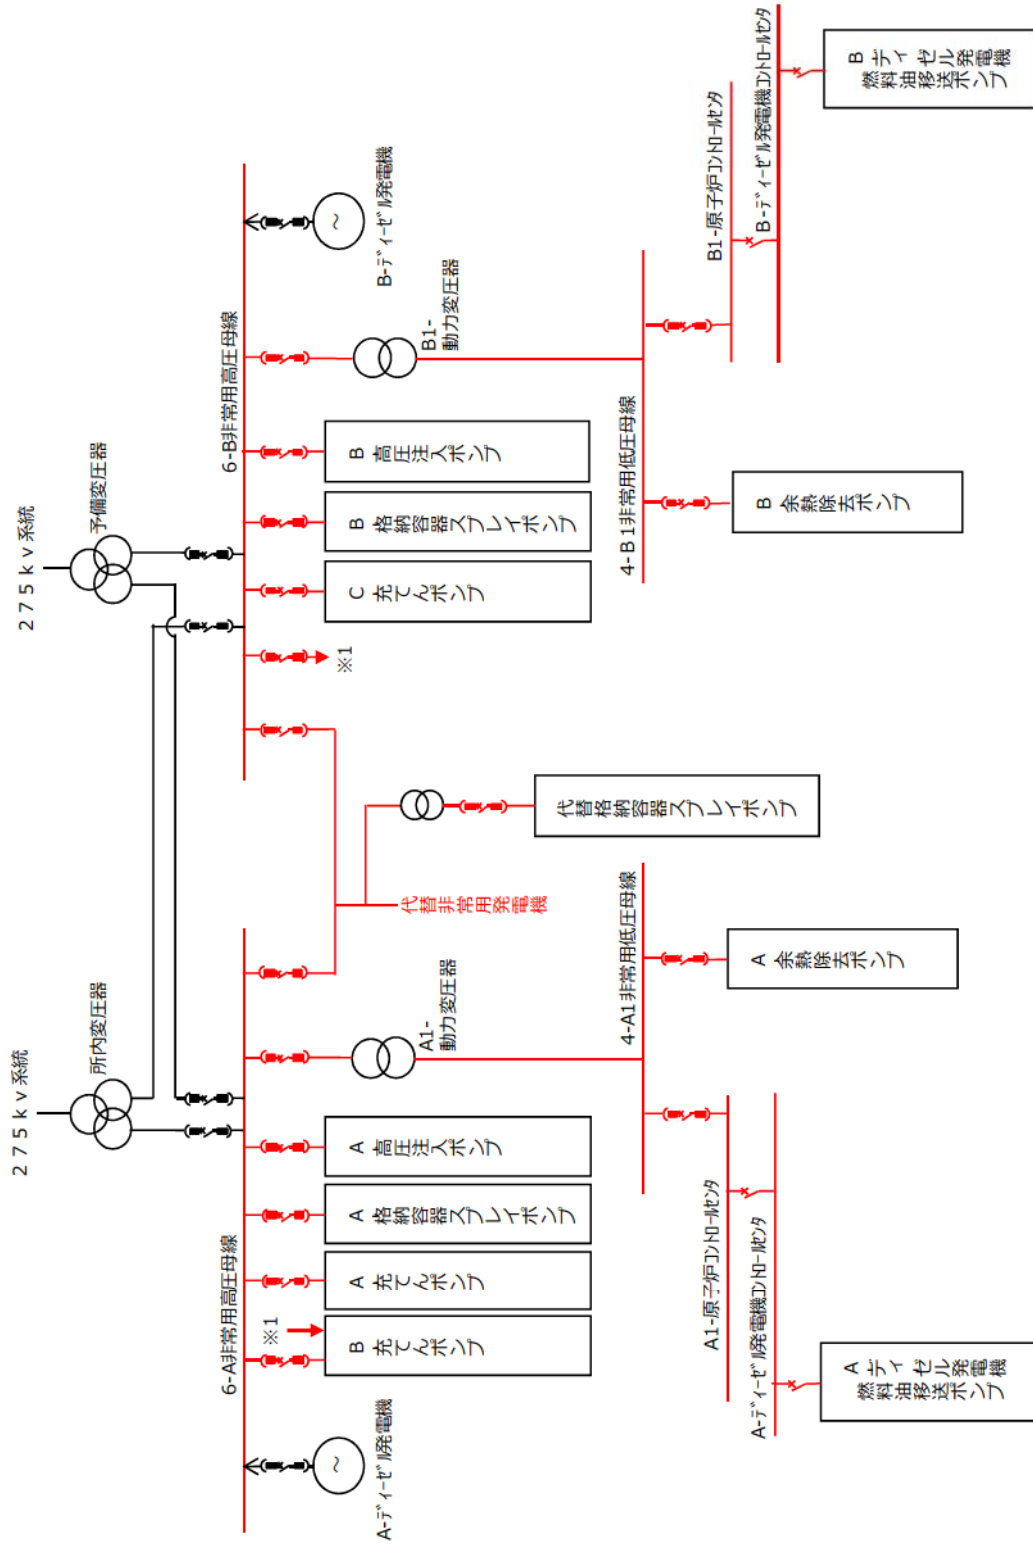 275kv系統
所内変圧器
275kv系統
予備変圧器
6-A非常用高圧母線
6-B非常用高圧母線
A-ディーゼル発電機
※1
B
充てんポンプ
A
充てんポンプ
A
格納容器スプレイポンプ
A
高圧注入ポンプ
A1-
動力変圧器
代替非常用発電機
代替格納容器スプレイポンプ
※1
C
充てんポンプ
B
格納容器スプレイポンプ
B
高圧注入ポンプ
B1-
動力変圧器
B-ディーゼル発電機
4-A1非常用低圧母線
4-B1非常用低圧母線
A1-原子炉コントロールセンタ
A-ディーゼル発電機コントロールセンタ
A
余熱除去ポンプ
B
余熱除去ポンプ
B1-原子炉コントロールセンタ
B-ディーゼル発電機コントロールセンタ
A ディゼル発電機
燃料油移送ポンプ
B ディゼル発電機
燃料油移送ポンプ